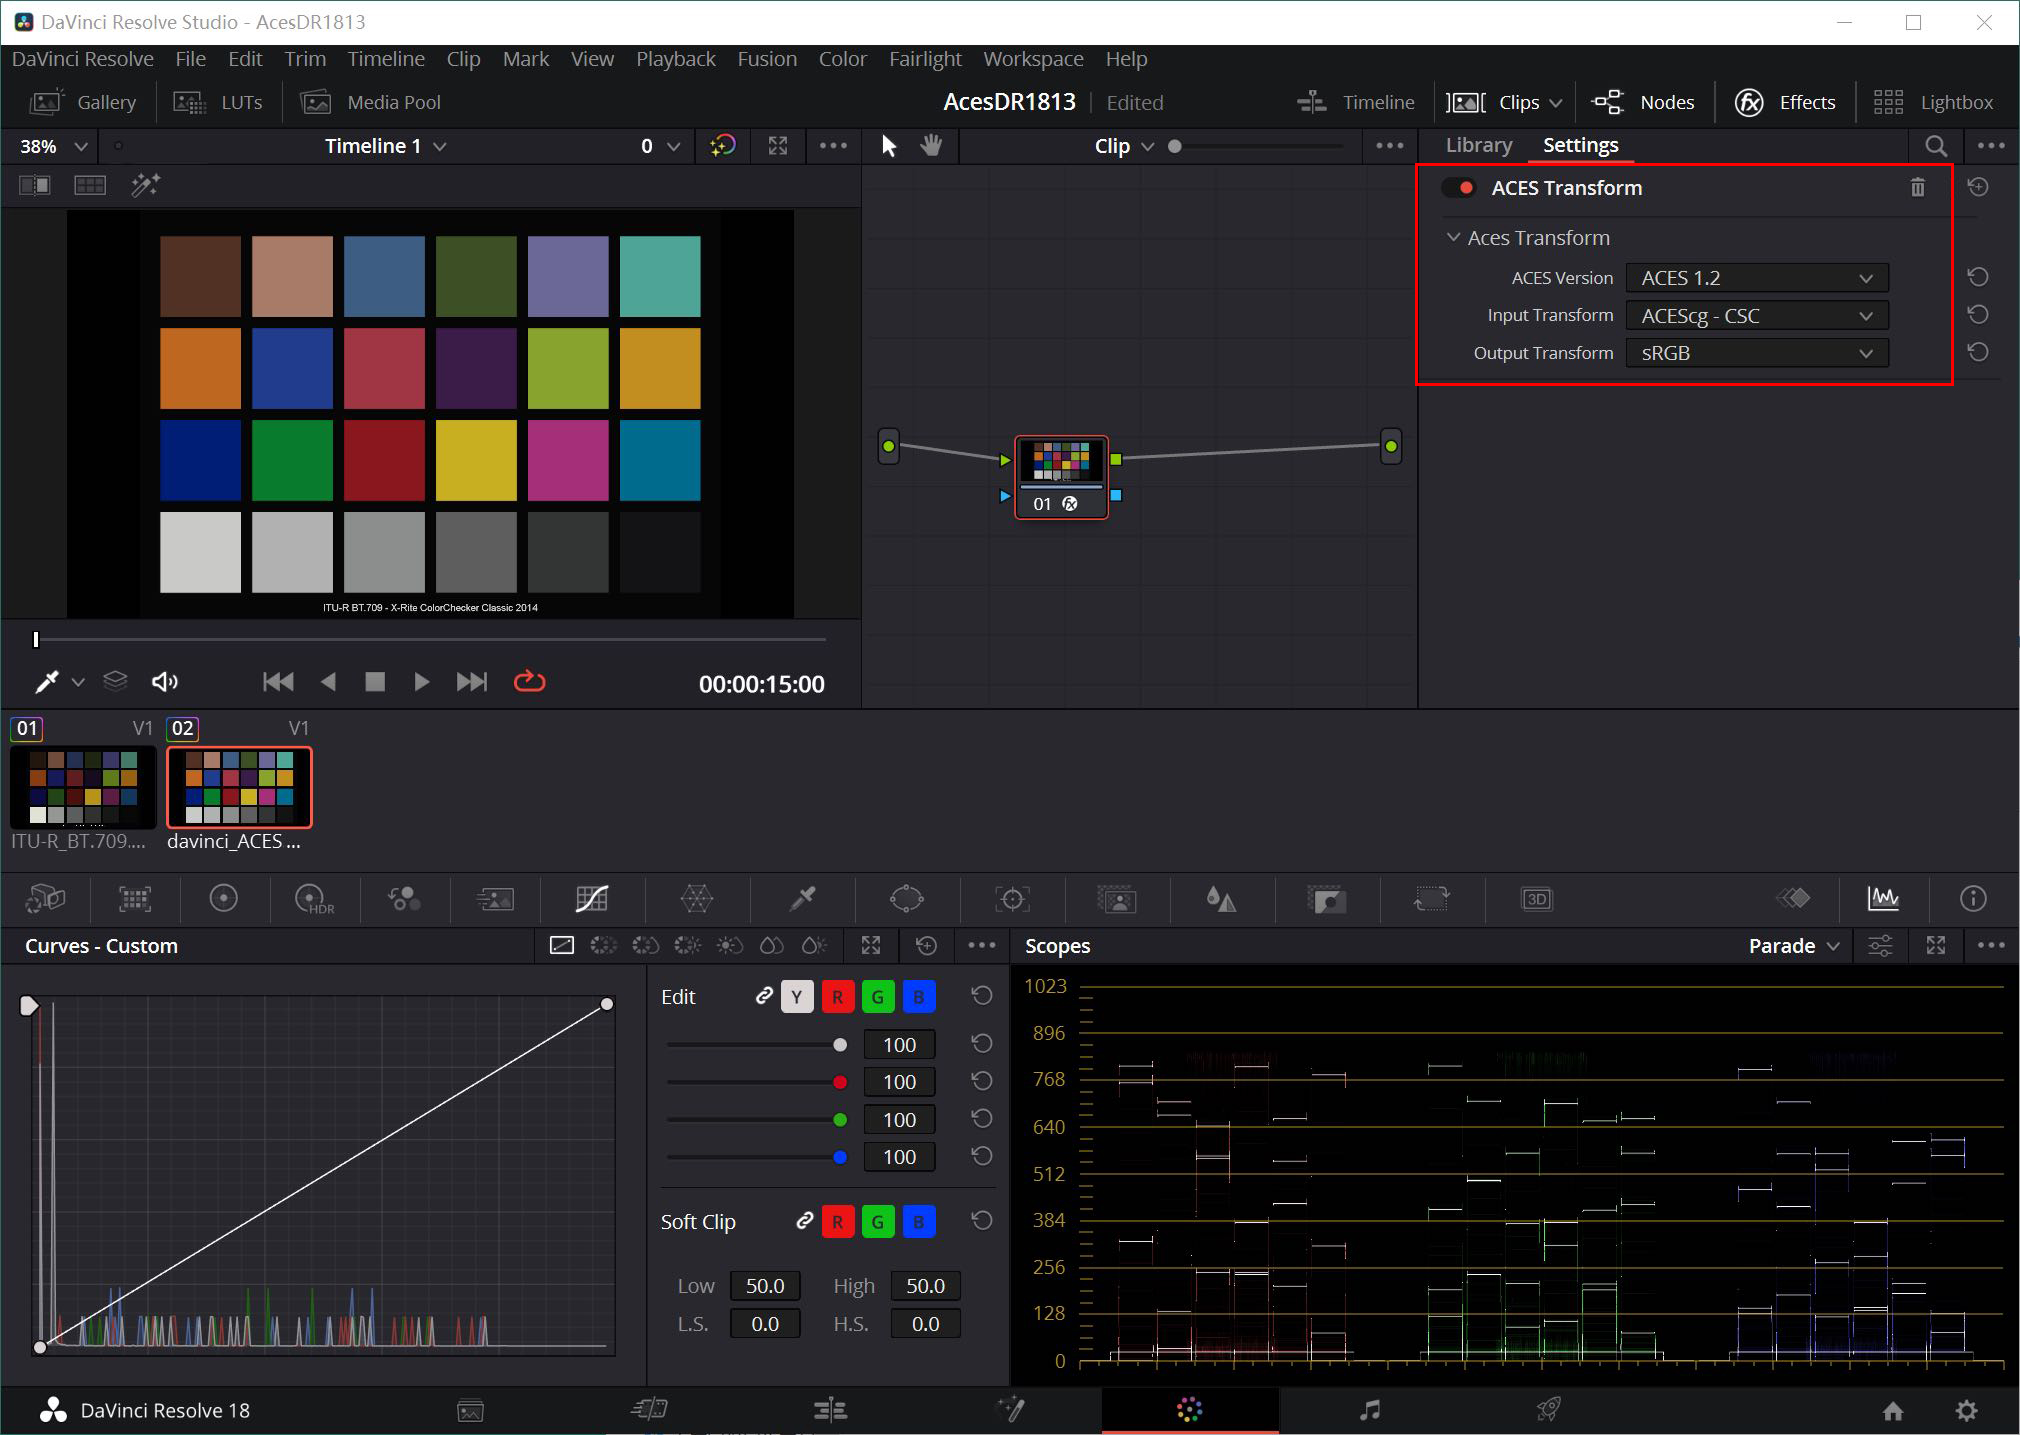 DaVinci Resolve Studio - AcesDR1813
DaVinci Resolve File Edit Trim Timeline Clip Mark View Playback Fusion Color Fairlight Workspace Help
Gallery LUTs Media Pool AcesDR1813 Edited Timeline Clips Nodes Effects Lightbox
38% Timeline 1 0 Clip Library Settings
ACES Transform
Aces Transform
ACES Version ACES 1.2
Input Transform ACEScg - CSC
Output Transform sRGB
01 fx
ITU-R BT.709 - X-Rite ColorChecker Classic 2014
00:00:15:00
01 V1 02 V1
ITU-R_BT.709.... davinci_ACES ...
HDR 3D
Curves - Custom Scopes Parade
Edit Y R G B
100
100
100
100
Soft Clip R G B
Low 50.0 High 50.0
L.S. 0.0 H.S. 0.0
1023
896
768
640
512
384
256
128
0
DaVinci Resolve 18